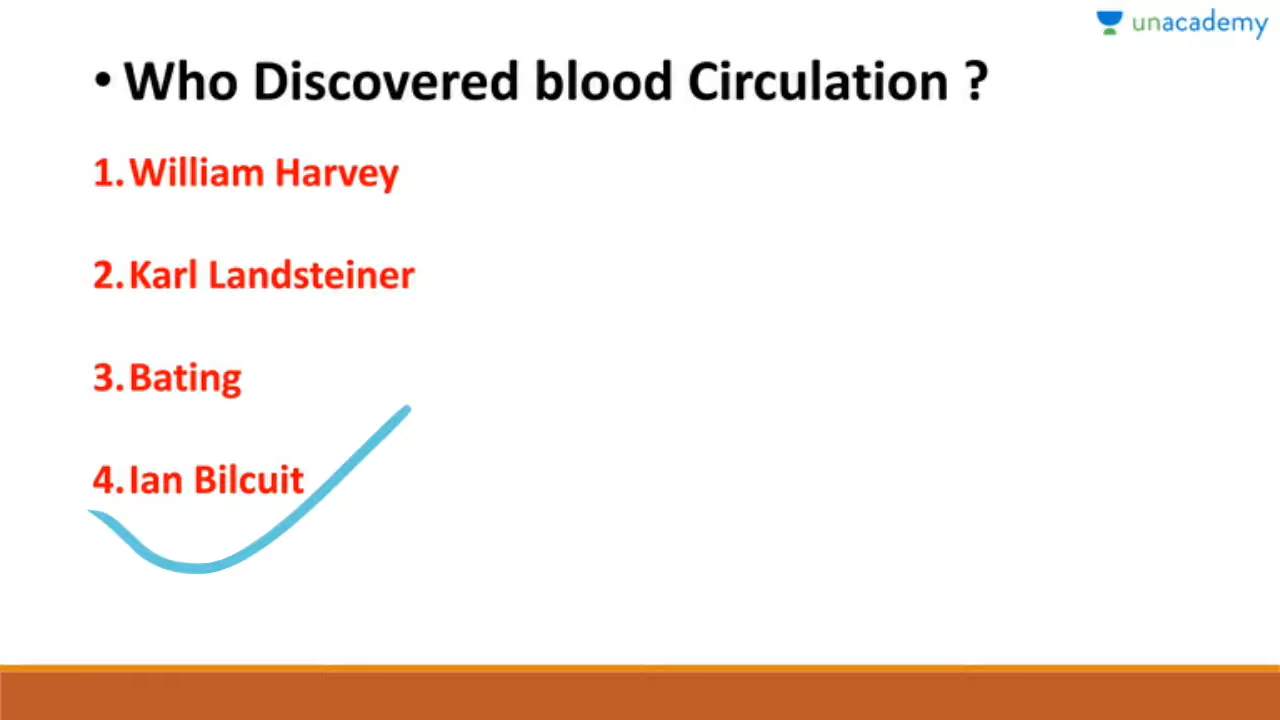 unacademy
• Who Discovered blood Circulation ?
1. William Harvey
2. Karl Landsteiner
3. Bating
4. Ian Bilcuit